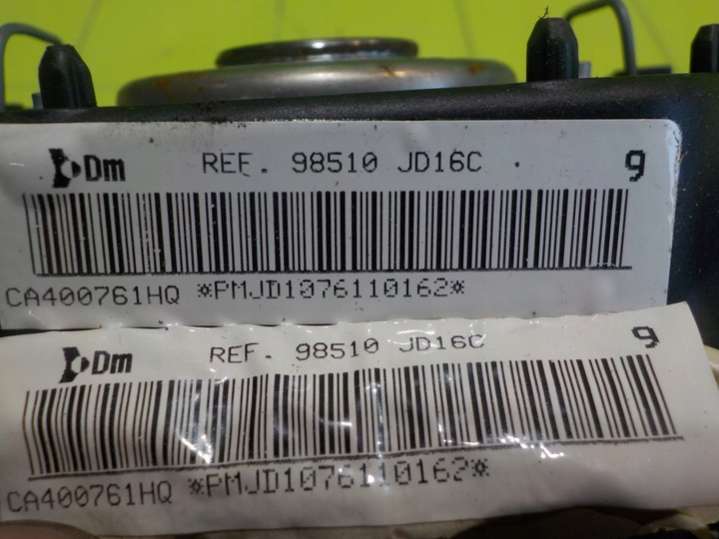 Dm REF. 98510 JD16C 9
CA400761HQ *PMJD1076110162*
Dm REF. 98510 JD16C 9
CA400761HQ *PMJD1076110162*